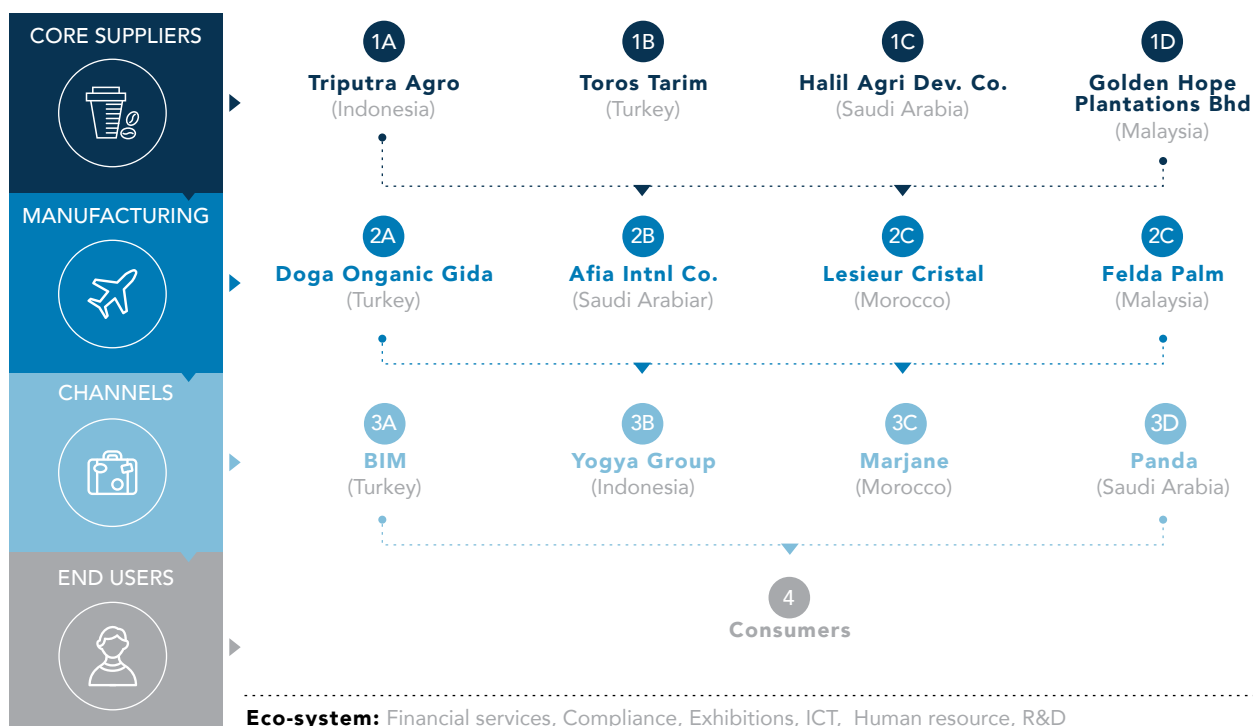 CORE SUPPLIERS
1A
Triputra Agro
(Indonesia)
1B
Toros Tarim
(Turkey)
1C
Halil Agri Dev. Co.
(Saudi Arabia)
1D
Golden Hope
Plantations Bhd
(Malaysia)
MANUFACTURING
2A
Doga Onganic Gida
(Turkey)
2B
Afia Intnl Co.
(Saudi Arabiar)
2C
Lesieur Cristal
(Morocco)
2C
Felda Palm
(Malaysia)
CHANNELS
3A
BIM
(Turkey)
3B
Yogya Group
(Indonesia)
3C
Marjane
(Morocco)
3D
Panda
(Saudi Arabia)
END USERS
4
Consumers
Eco-system: Financial services, Compliance, Exhibitions, ICT, Human resource, R&D